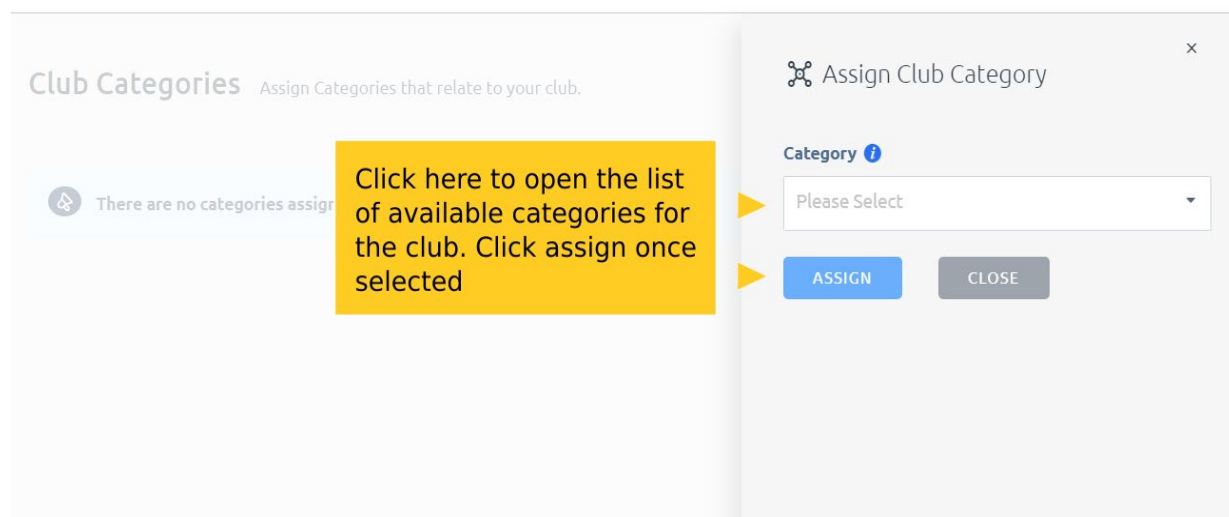 ×
Assign Club Category
Club Categories Assign Categories that relate to your club.
Category i
Click here to open the list
of available categories for
the club. Click assign once
selected
There are no categories assigr
Please Select
ASSIGN CLOSE